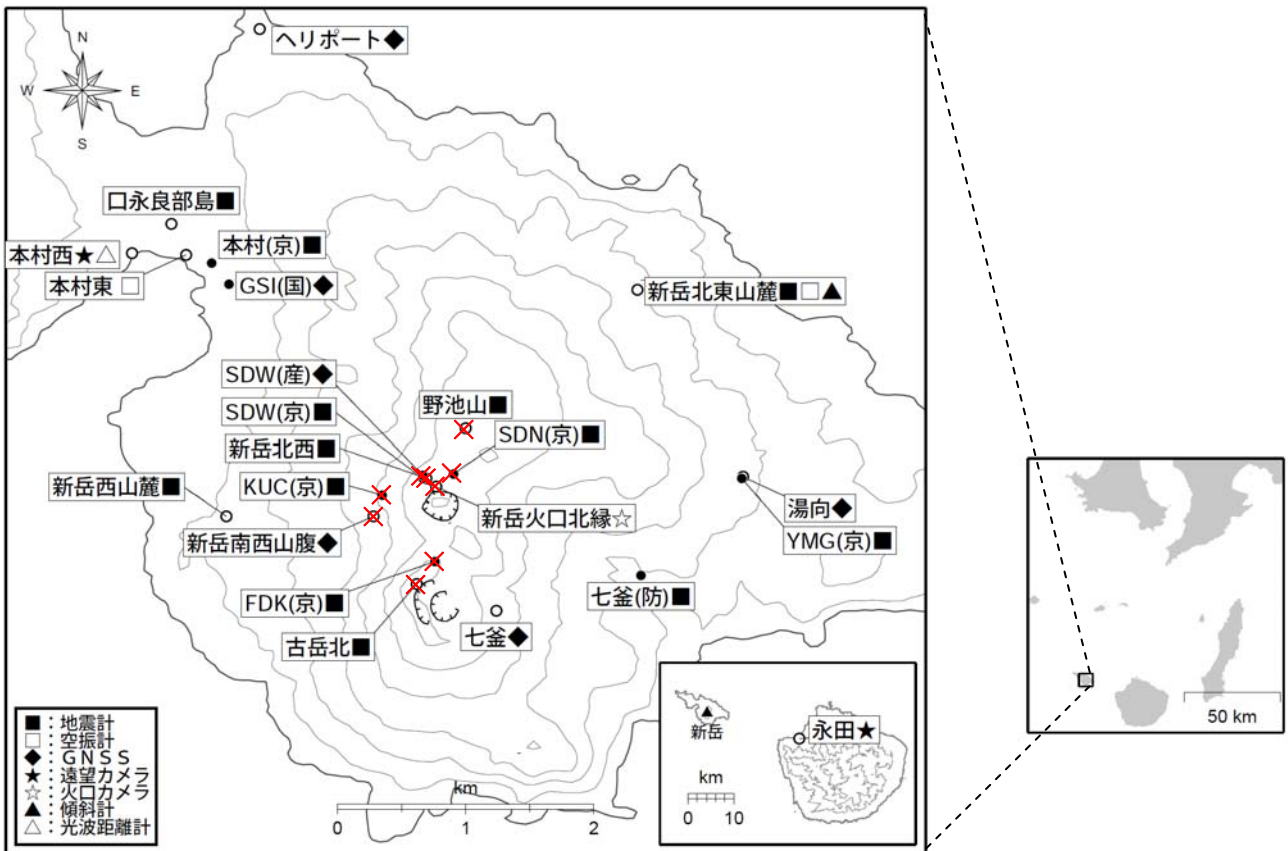 N
W E
S
ヘリポート◆
口永良部島■
本村西★△
本村(京)■
本村東 □
GSI(国)◆
新岳北東山麓■□▲
SDW(産)◆
SDW(京)■
野池山■
新岳北西■
SDN(京)■
新岳西山麓■
KUC(京)■
新岳火口北縁☆
湯向◆
新岳南西山腹◆
YMG(京)■
FDK(京)■
七釜(防)■
古岳北■
七釜◆
■：地震計
□：空振計
◆：GNSS
★：遠望カメラ
☆：火口カメラ
▲：傾斜計
△：光波距離計
km
0 1 2
新岳
永田★
km
0 10
50 km